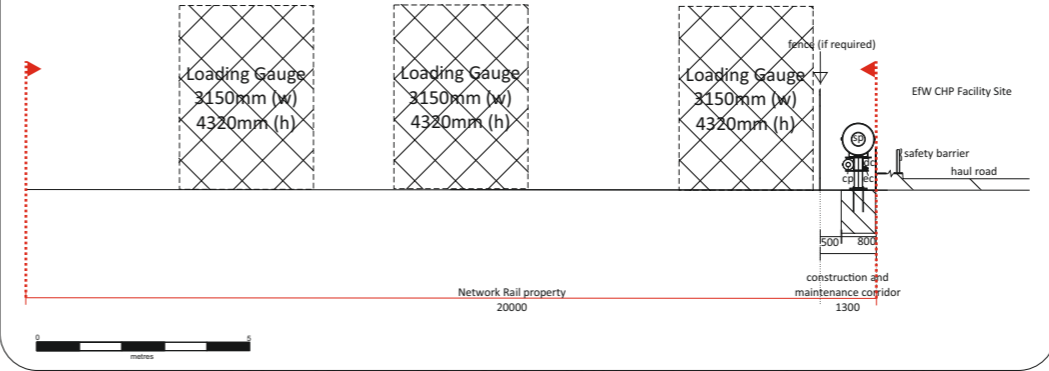 fence (if required)
Loading Gauge
3150mm (w)
4320mm (h)
Loading Gauge
3150mm (w)
4320mm (h)
Loading Gauge
3150mm (w)
4320mm (h)
EfW CHP Facility Site
sp
safety barrier
dc
haul road
cp
ec
500
800
construction and
maintenance corridor
1300
Network Rail property
20000
0
5
metres